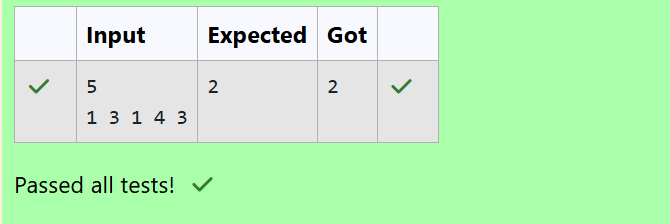 Input Expected Got
5 2 2
1 3 1 4 3
Passed all tests!